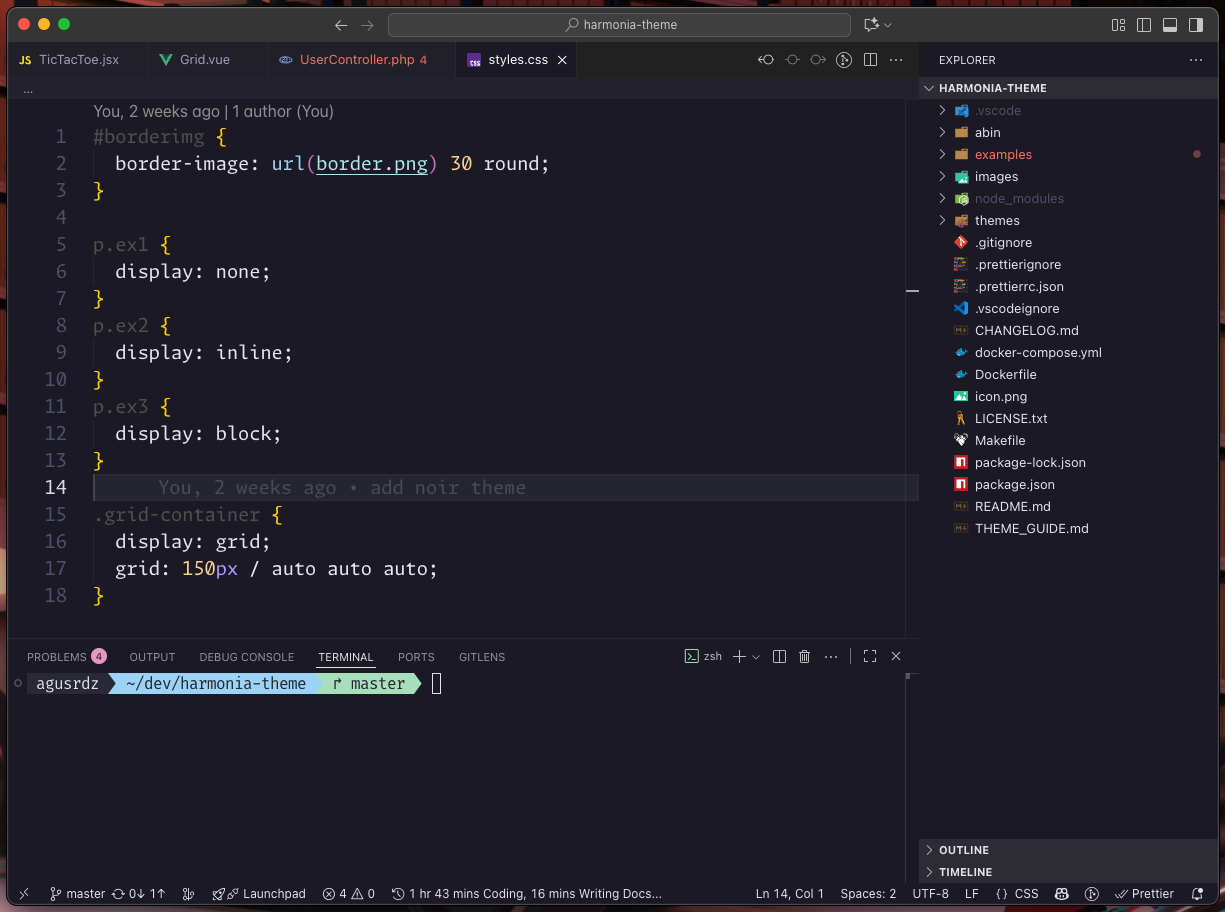 harmonia-theme
JS TicTacToe.jsx
Grid.vue
UserController.php 4
css styles.css
...
You, 2 weeks ago | 1 author (You)
1 #borderimg {
2 border-image: url(border.png) 30 round;
3 }
4
5 p.ex1 {
6 display: none;
7 }
8 p.ex2 {
9 display: inline;
10 }
11 p.ex3 {
12 display: block;
13 }
14 You, 2 weeks ago • add noir theme
15 .grid-container {
16 display: grid;
17 grid: 150px / auto auto auto;
18 }
EXPLORER
HARMONIA-THEME
.vscode
abin
examples
images
node_modules
themes
.gitignore
.prettierignore
.prettierrc.json
.vscodeignore
CHANGELOG.md
docker-compose.yml
Dockerfile
icon.png
LICENSE.txt
Makefile
package-lock.json
package.json
README.md
THEME_GUIDE.md
OUTLINE
TIMELINE
PROBLEMS 4 OUTPUT DEBUG CONSOLE TERMINAL PORTS GITLENS
zsh
agusrdz ~/dev/harmonia-theme master
master 0↓ 1↑ Launchpad 4 0 1 hr 43 mins Coding, 16 mins Writing Docs...
Ln 14, Col 1 Spaces: 2 UTF-8 LF {} CSS Prettier